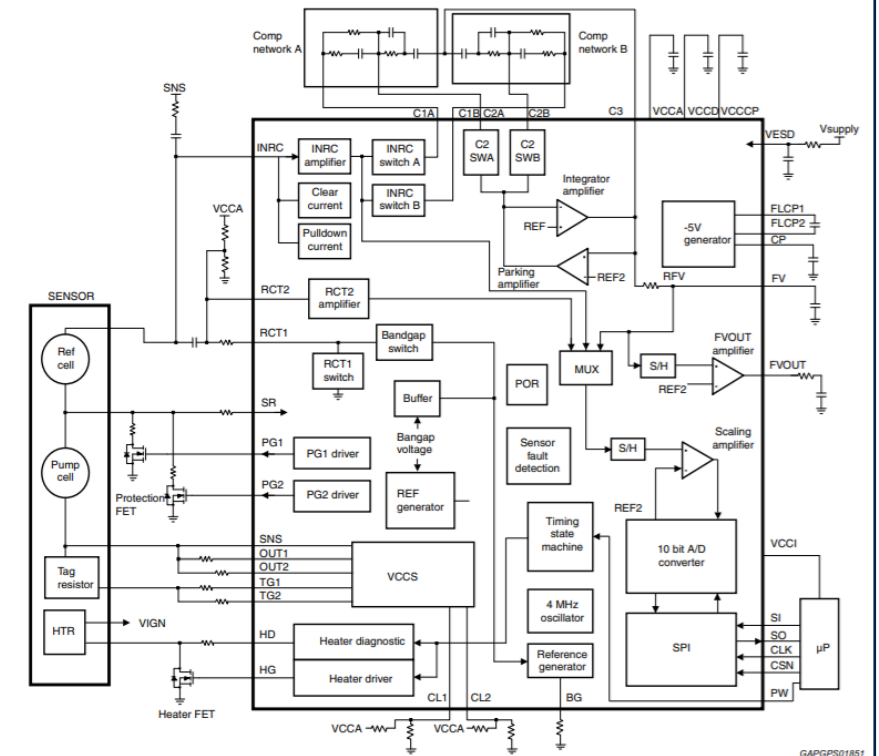 Comp
network A
Comp
network B
SNS
C1A
C1B
C2A
C2B
C3
VCCA
VCCD
VCCCP
VESD
Vsupply
INRC
INRC
amplifier
INRC
switch A
C2
SWA
C2
SWB
Clear
current
INRC
switch B
Integrator
amplifier
REF
VCCA
Pulldown
current
-5V
generator
FLCP1
FLCP2
CP
Parking
amplifier
REF2
RFV
FV
SENSOR
RCT2
RCT2
amplifier
Ref
cell
RCT1
Bandgap
switch
RCT1
switch
MUX
S/H
FVOUT
amplifier
REF2
FVOUT
POR
Buffer
SR
Bangap
voltage
Scaling
amplifier
S/H
Sensor
fault
detection
PG1
PG1 driver
Pump
cell
Protection
FET
PG2
PG2 driver
REF
generator
REF2
Timing
state
machine
SNS
OUT1
OUT2
TG1
TG2
VCCS
10 bit A/D
converter
VCCI
Tag
resistor
4 MHz
oscillator
HTR
VIGN
HD
Heater diagnostic
Reference
generator
SPI
SI
SO
CLK
CSN
µP
HG
Heater driver
CL1
CL2
BG
PW
Heater FET
VCCA
VCCA
GAPGPS01851